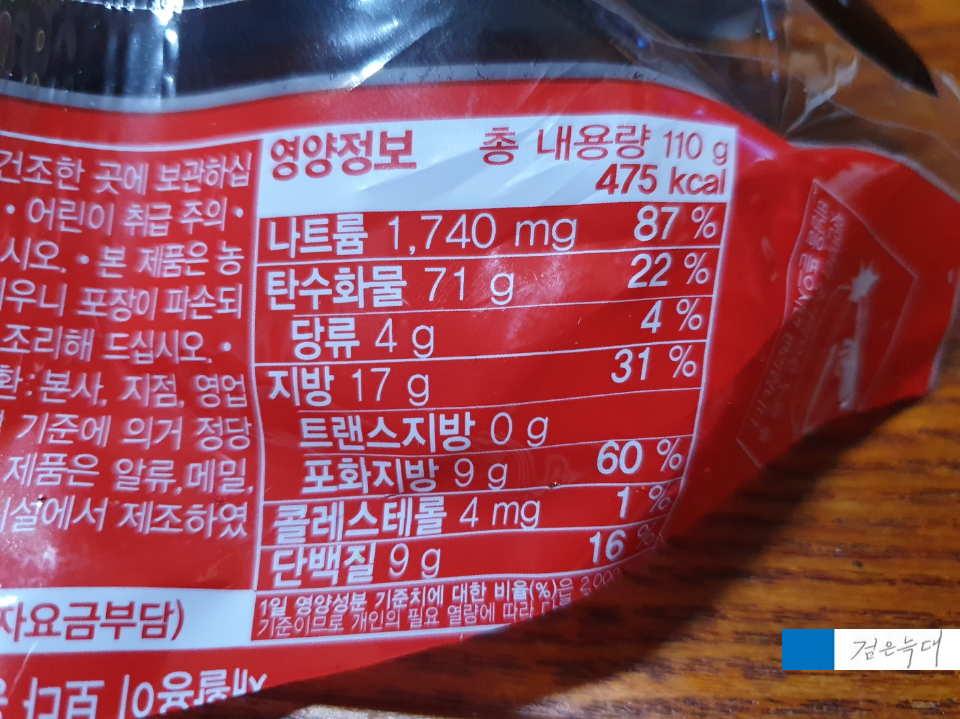 건조한 곳에 보관하십
• 어린이 취급 주의 •
시오. • 본 제품은 농
우니 포장이 파손되
조리해 드십시오. •
환 : 본사, 지점, 영업
기준에 의거 정당
제품은 알류, 메밀,
설에서 제조하였
자요금부담)
영양정보 총 내용량 110 g
475 kcal
나트륨 1,740 mg 87 %
탄수화물 71 g 22 %
당류 4 g 4 %
지방 17 g 31 %
트랜스지방 0 g
포화지방 9 g 60 %
콜레스테롤 4 mg 1 %
단백질 9 g 16 %
1일 영양성분 기준치에 대한 비율(%)은 2,000
기준이므로 개인의 필요 열량에 따라
검은늑대